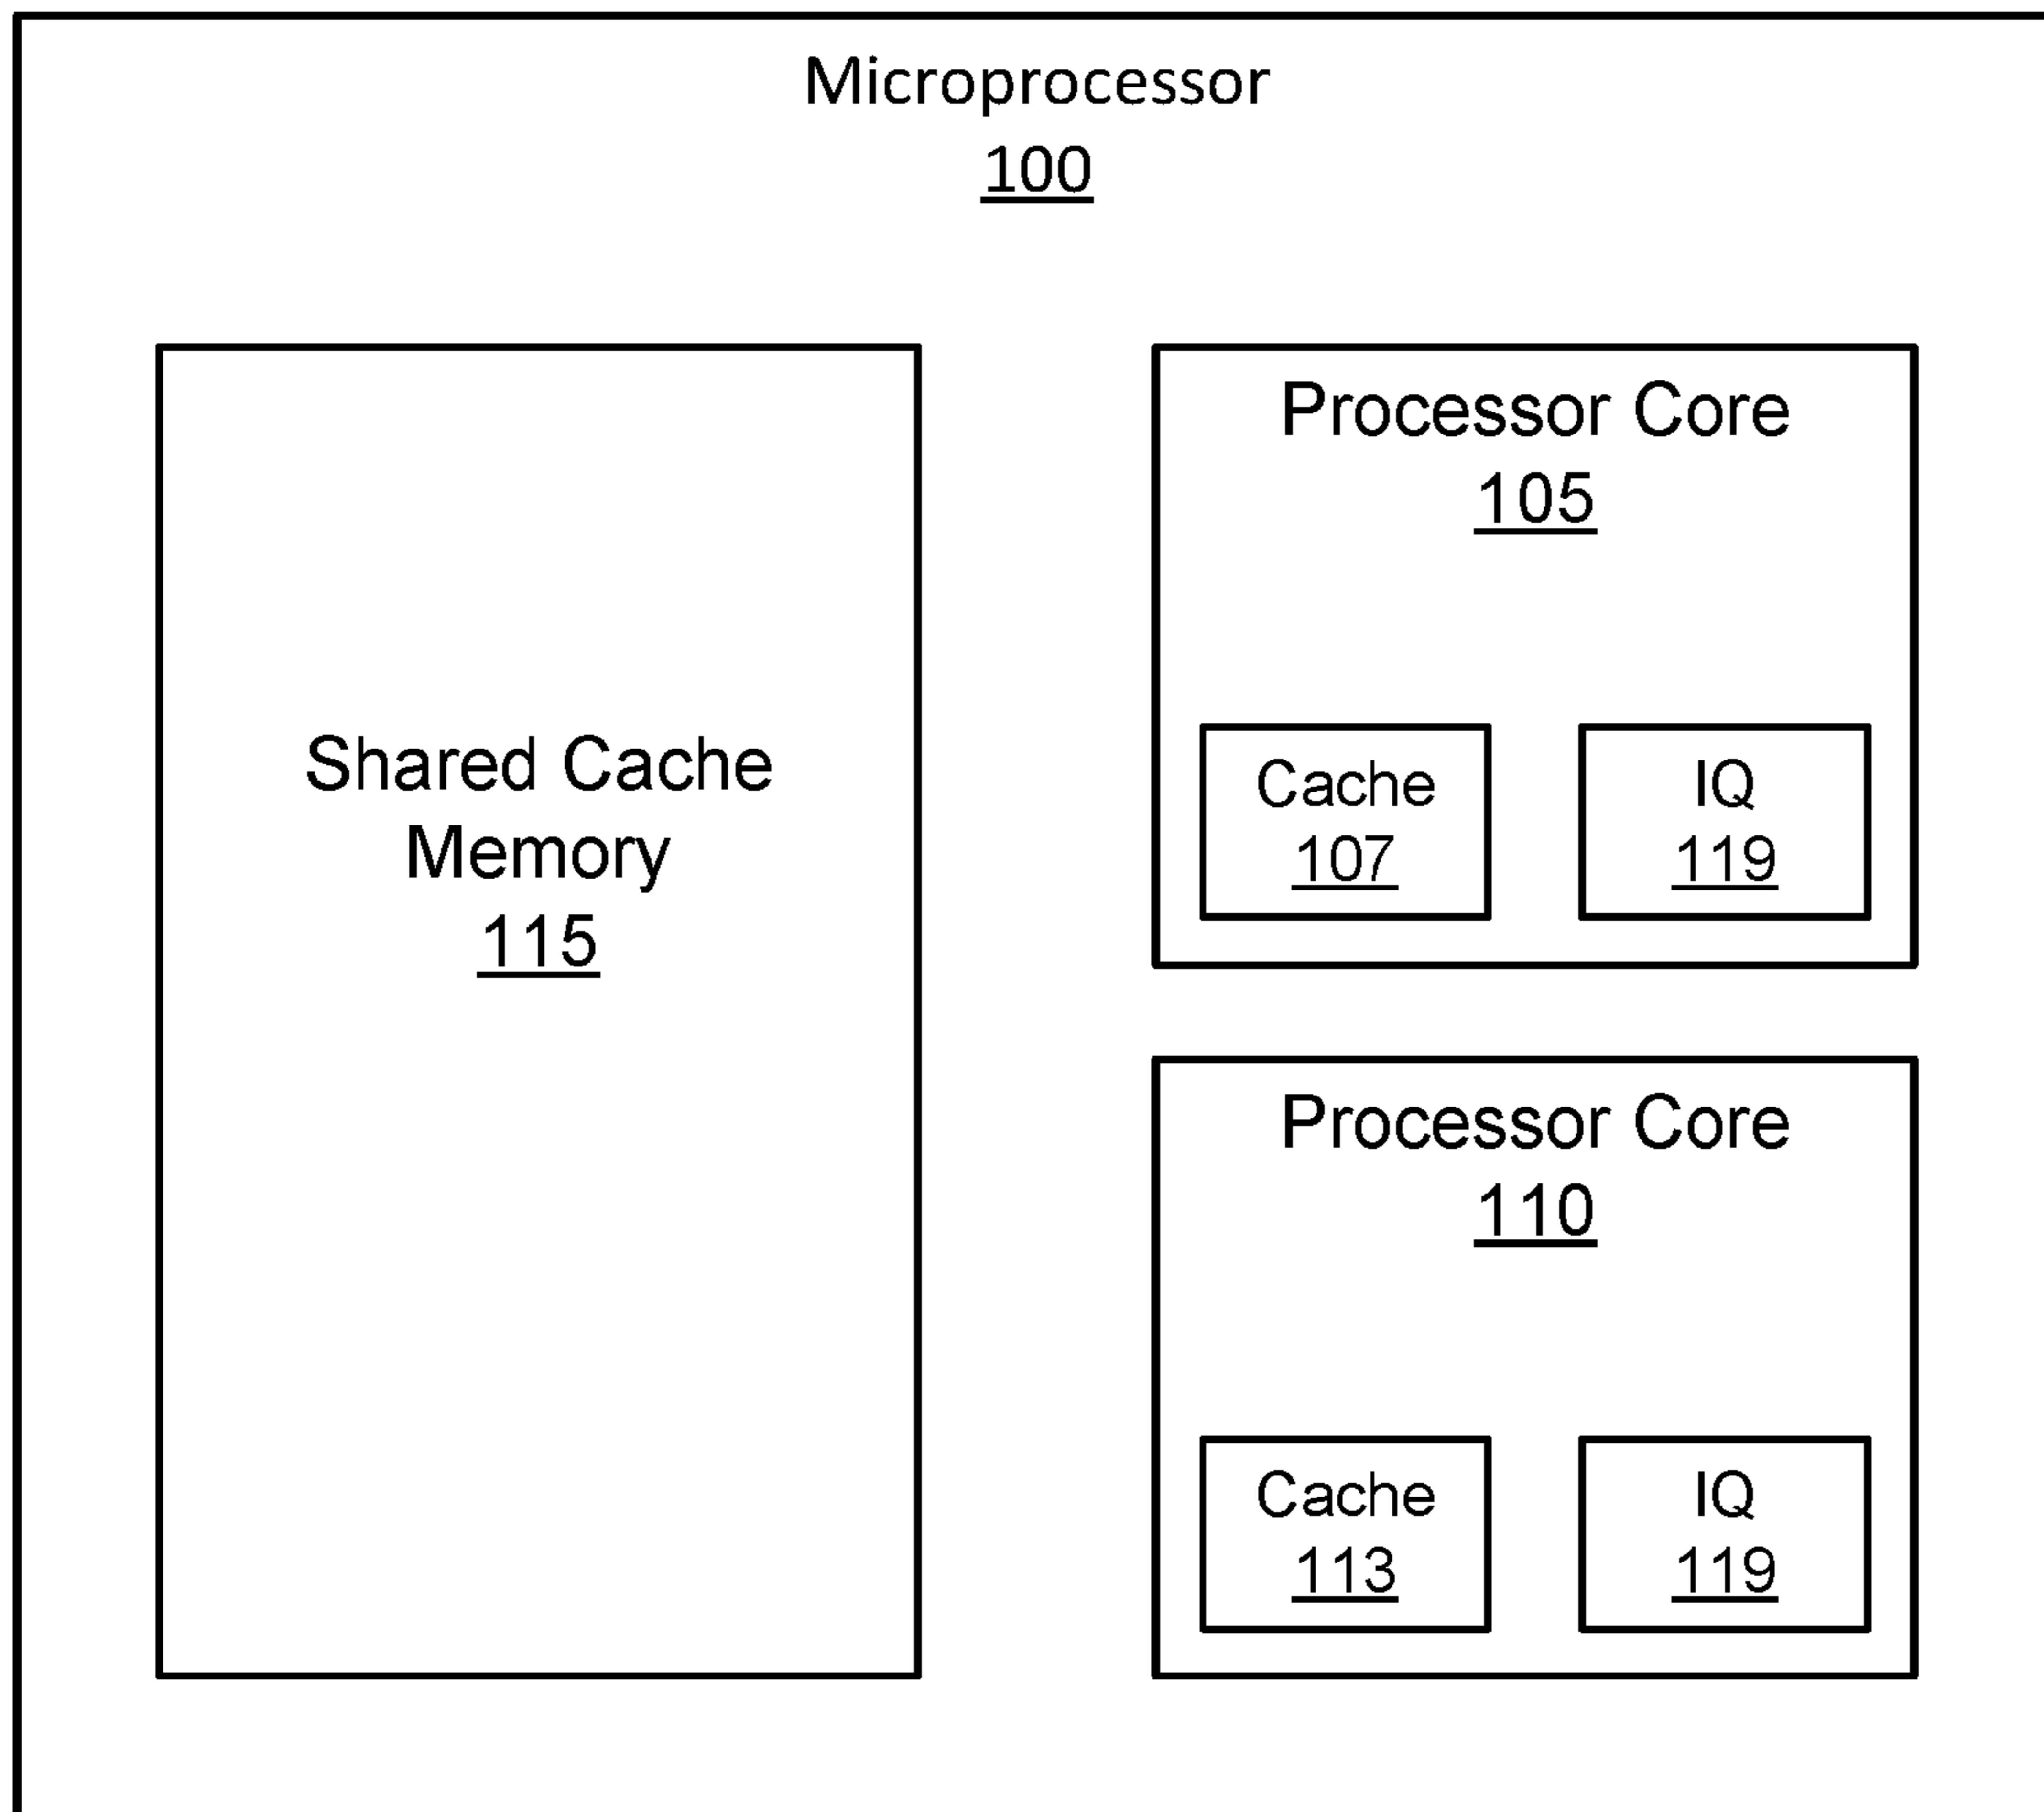 Microprocessor
100
Shared Cache
Memory
115
Processor Core
105
Cache
107
IQ
119
Processor Core
110
Cache
113
IQ
119